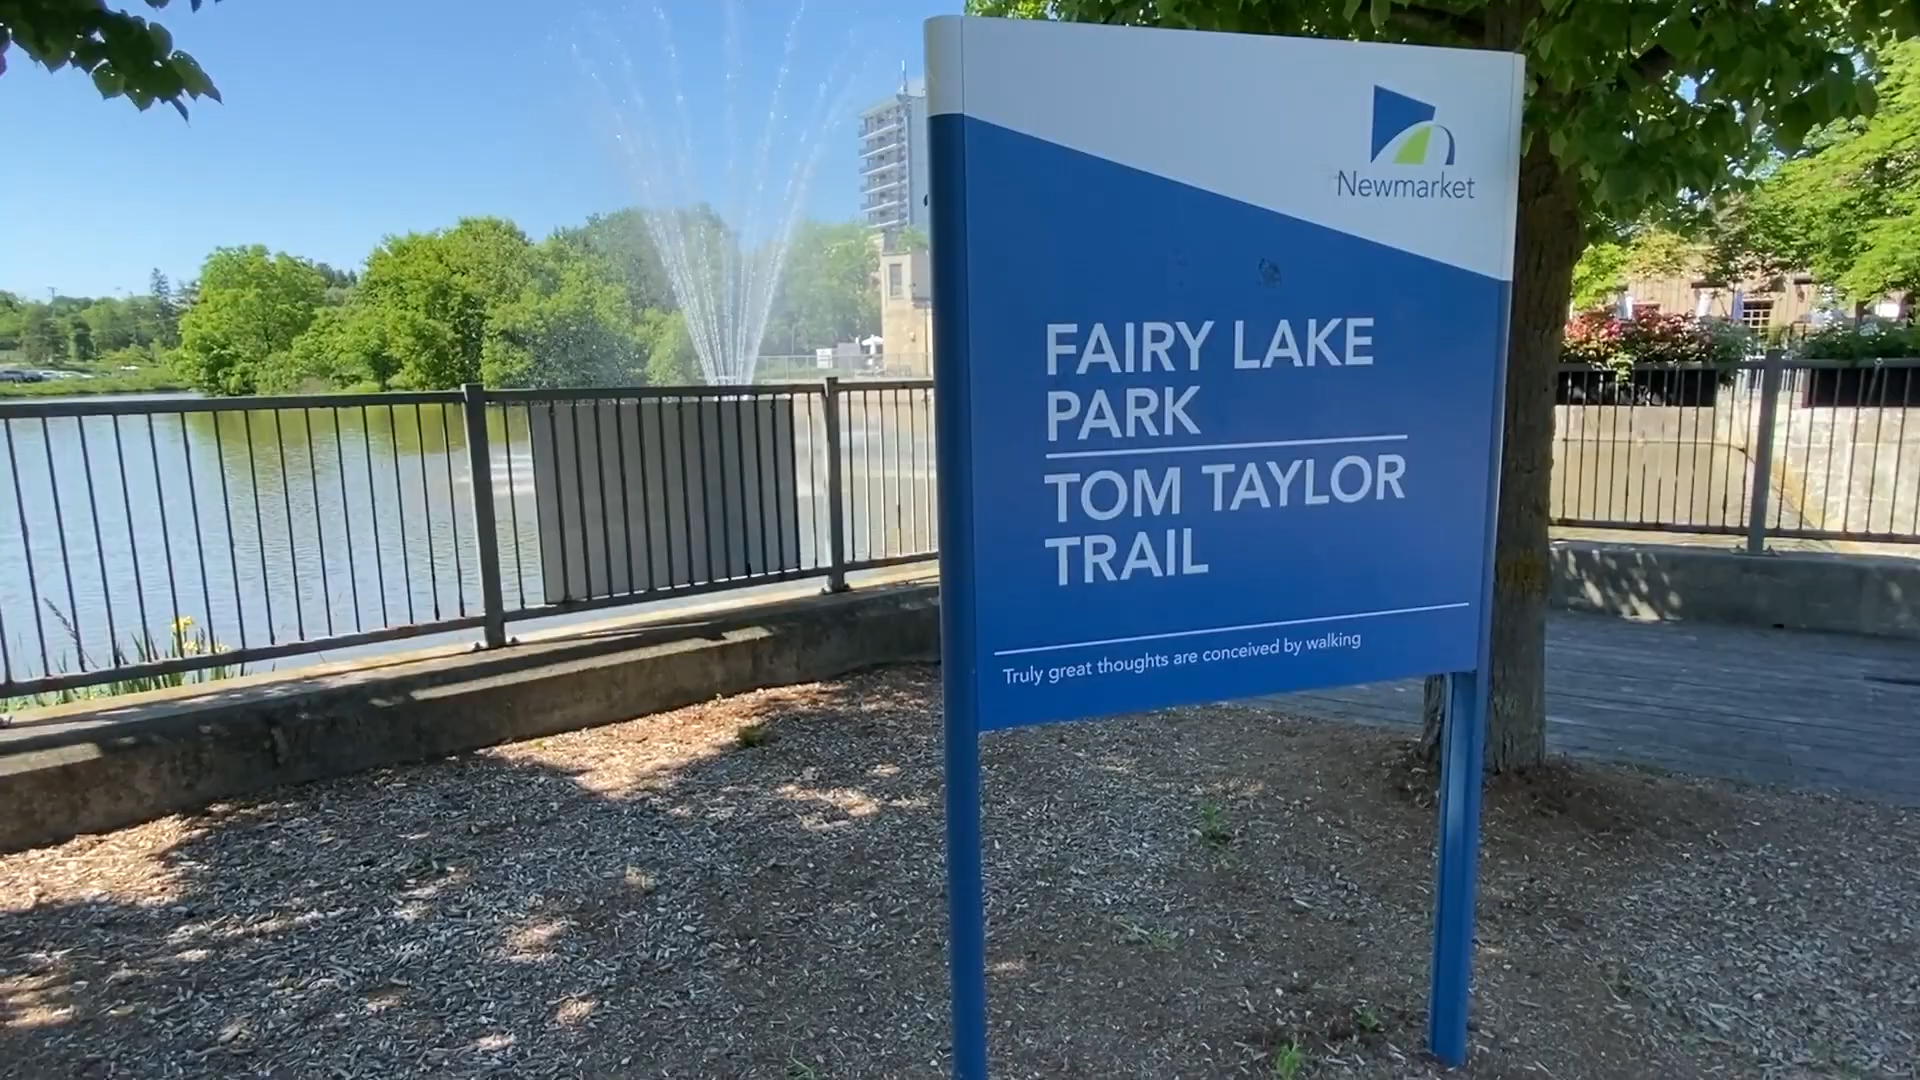 Newmarket
FAIRY LAKE
PARK
TOM TAYLOR
TRAIL
Truly great thoughts are conceived by walking